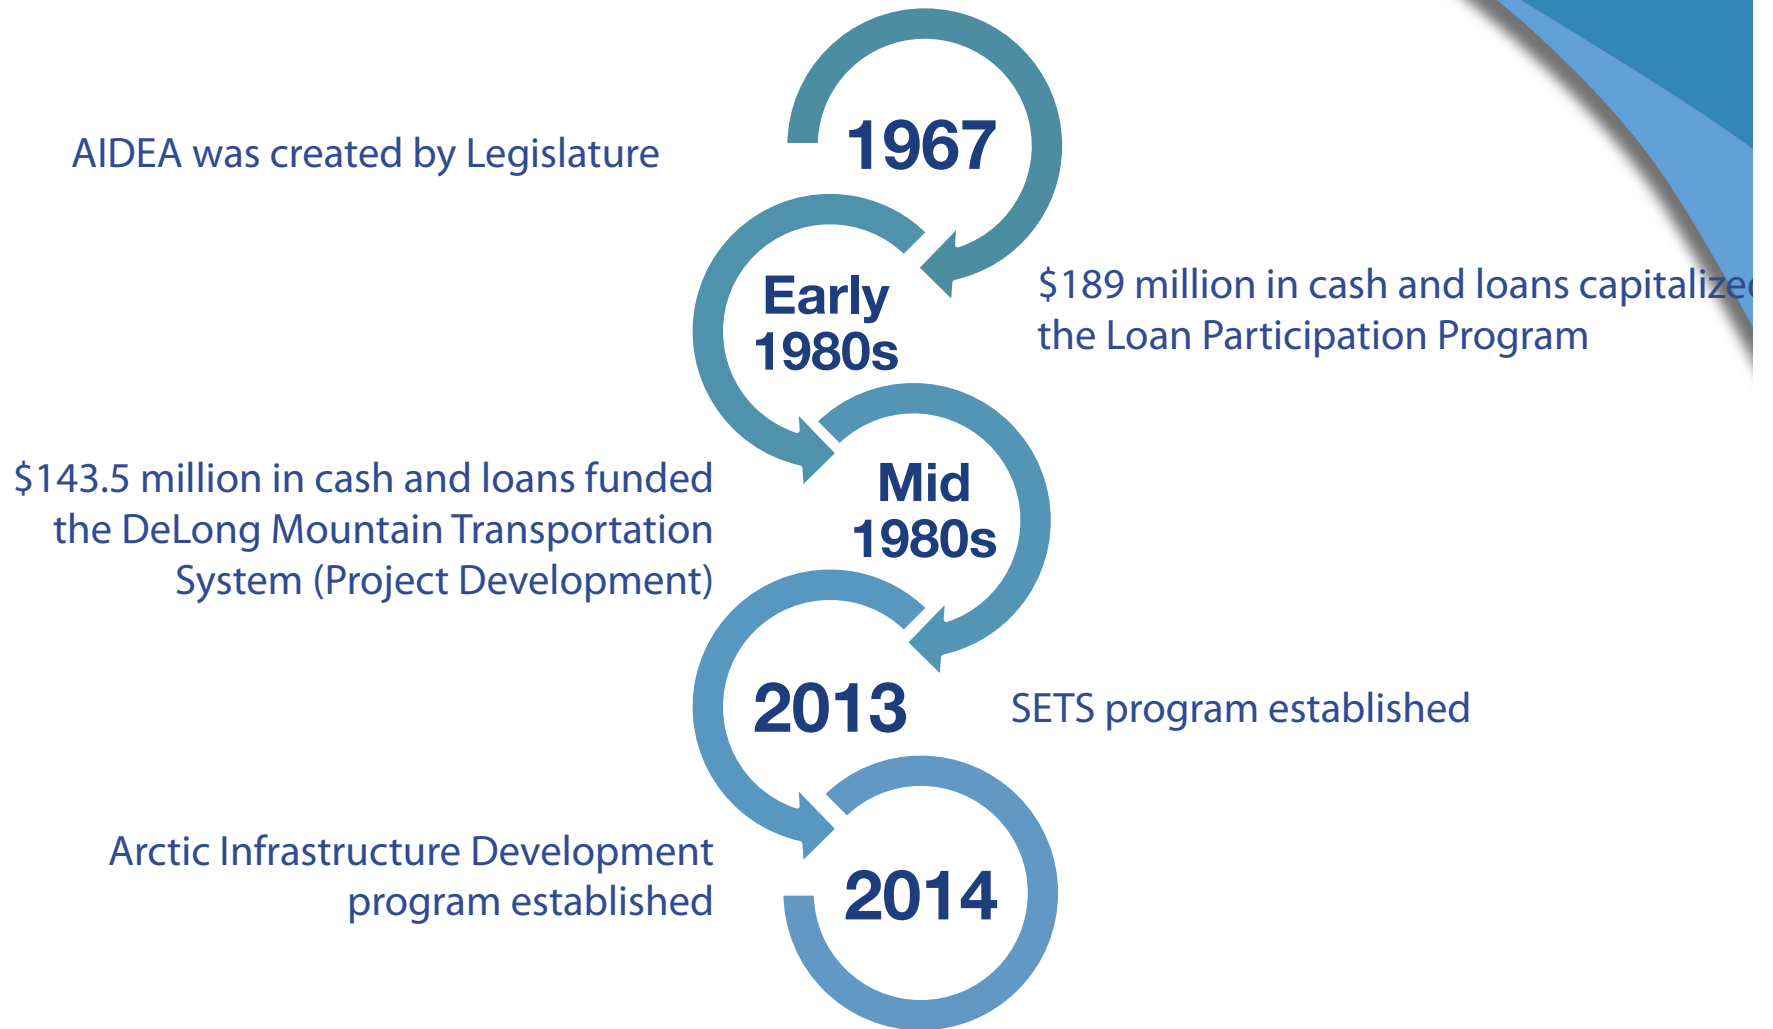 AIDEA was created by Legislature
1967
Early
1980s
$189 million in cash and loans capitalized
the Loan Participation Program
$143.5 million in cash and loans funded
the DeLong Mountain Transportation
System (Project Development)
Mid
1980s
2013
SETS program established
Arctic Infrastructure Development
program established
2014